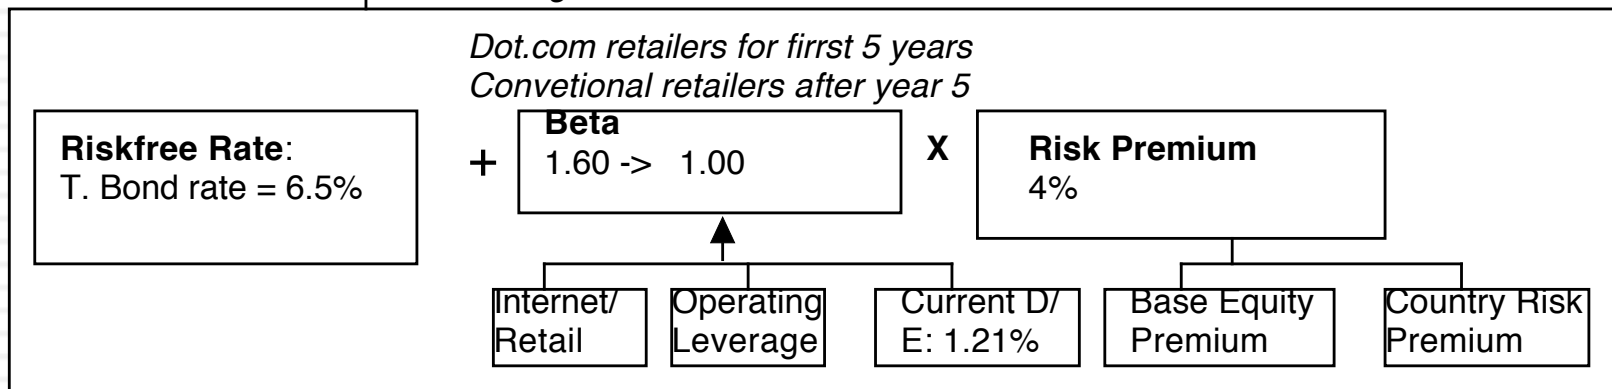 Dot.com retailers for firrst 5 years
Convetional retailers after year 5
Riskfree Rate:
T. Bond rate = 6.5%
+
Beta
1.60 -> 1.00
X
Risk Premium
4%
Internet/
Retail
Operating
Leverage
Current D/
E: 1.21%
Base Equity
Premium
Country Risk
Premium